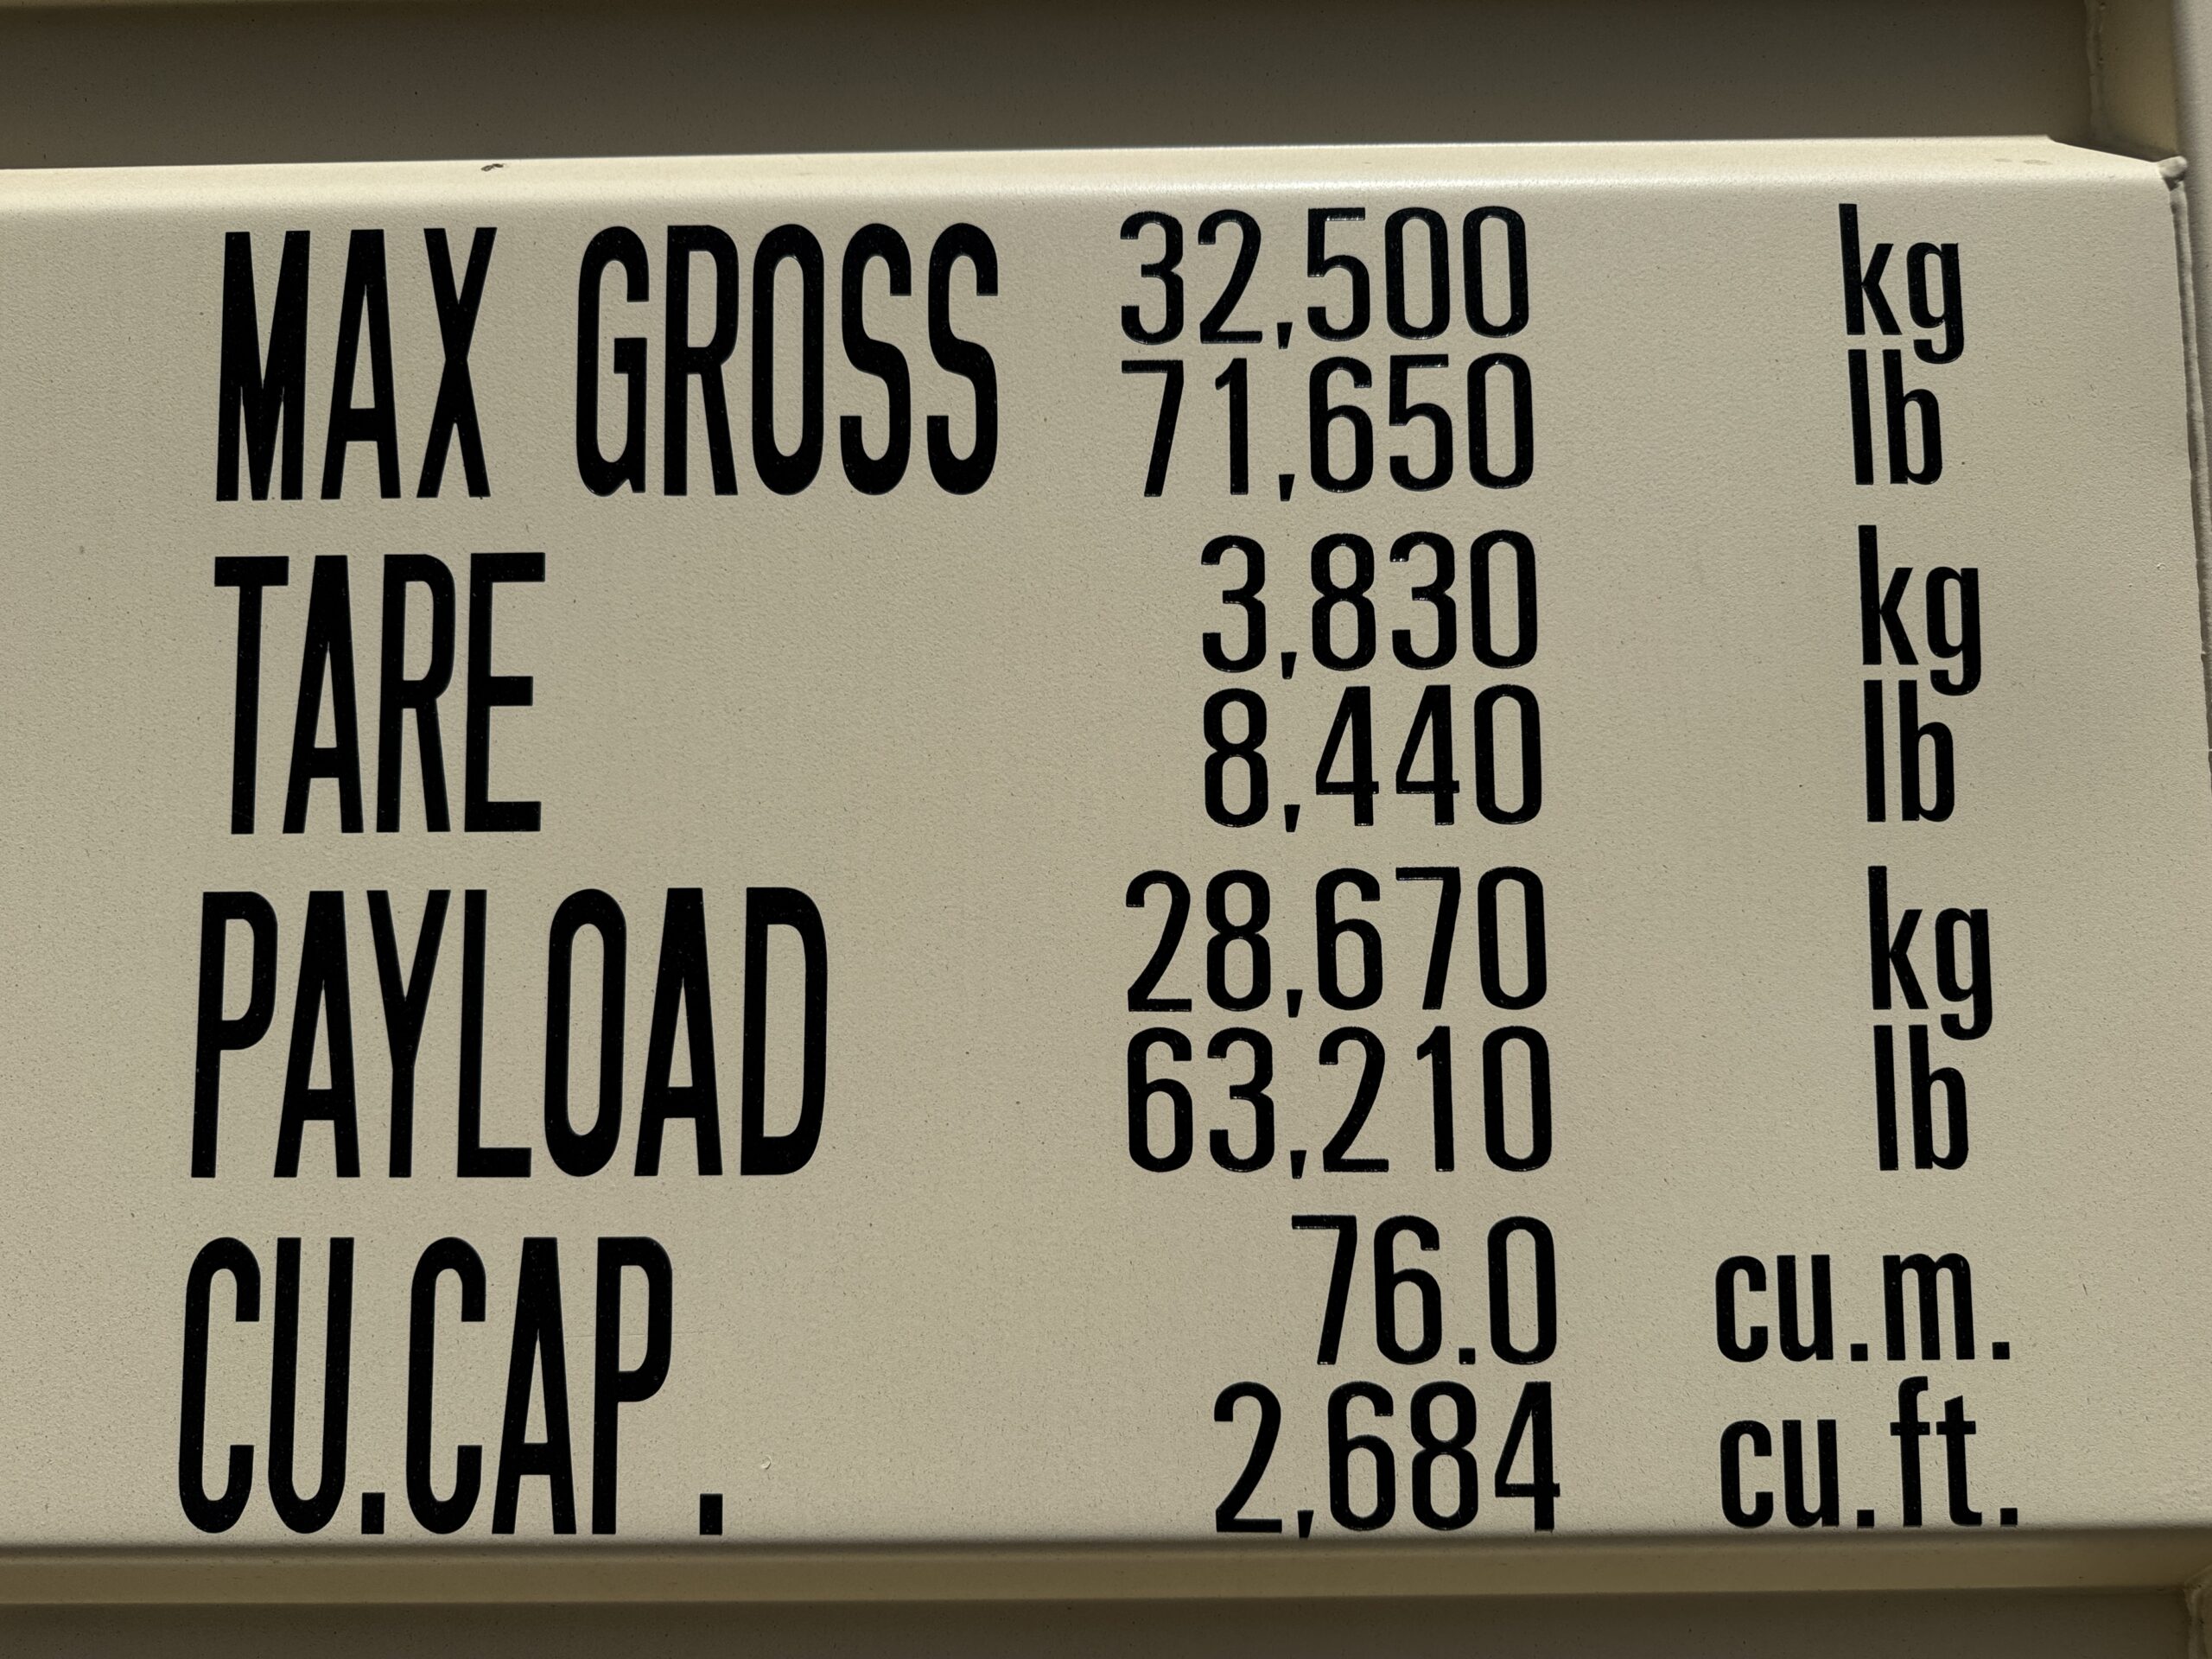 MAX GROSS 32,500 kg
71,650 lb
TARE 3,830 kg
8,440 lb
PAYLOAD 28,670 kg
63,210 lb
CU.CAP. 76.0 cu.m.
2,684 cu.ft.